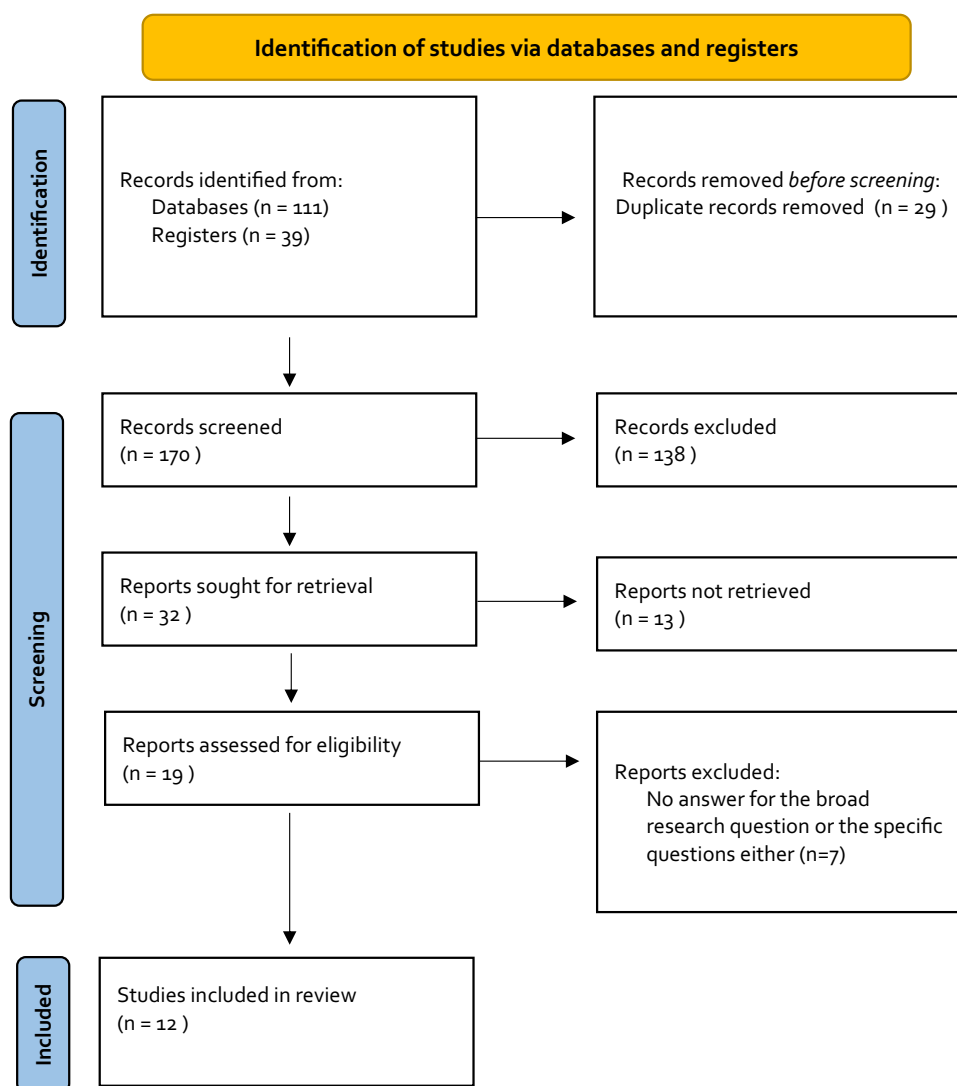 Identification of studies via databases and registers
Identification
Records identified from:
Databases (n = 111)
Registers (n = 39)
Records removed before screening:
Duplicate records removed (n = 29 )
Screening
Records screened
(n = 170 )
Records excluded
(n = 138 )
Reports sought for retrieval
(n = 32 )
Reports not retrieved
(n = 13 )
Reports assessed for eligibility
(n = 19 )
Reports excluded:
No answer for the broad
research question or the specific
questions either (n=7)
Included
Studies included in review
(n = 12 )